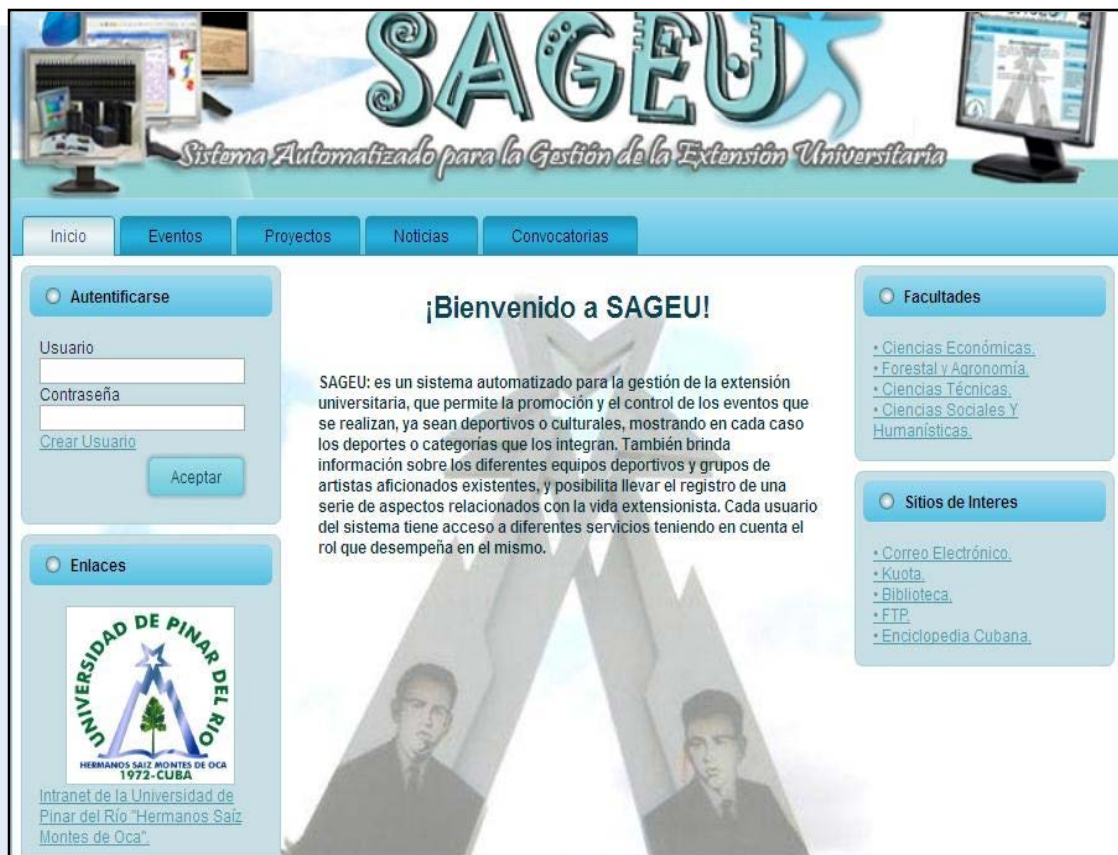 SAGEU
Sistema Automatizado para la Gestión de la Extensión Universitaria
Inicio
Eventos
Proyectos
Noticias
Convocatorias
Autentificarse
Usuario
Contraseña
Crear Usuario
Aceptar
Enlaces
UNIVERSIDAD DE PINAR DEL RIO
HERMANOS SAIZ MONTES DE OCA
1972-CUBA
Intranet de la Universidad de
Pinar del Río "Hermanos Saíz
Montes de Oca".
¡Bienvenido a SAGEU!
SAGEU: es un sistema automatizado para la gestión de la extensión
universitaria, que permite la promoción y el control de los eventos que
se realizan, ya sean deportivos o culturales, mostrando en cada caso
los deportes o categorías que los integran. También brinda
información sobre los diferentes equipos deportivos y grupos de
artistas aficionados existentes, y posibilita llevar el registro de una
serie de aspectos relacionados con la vida extensionista. Cada usuario
del sistema tiene acceso a diferentes servicios teniendo en cuenta el
rol que desempeña en el mismo.
Facultades
• Ciencias Económicas.
• Forestal y Agronomía.
• Ciencias Técnicas.
• Ciencias Sociales Y
Humanísticas.
Sitios de Interes
• Correo Electrónico.
• Kuota.
• Biblioteca.
• FTP.
• Enciclopedia Cubana.